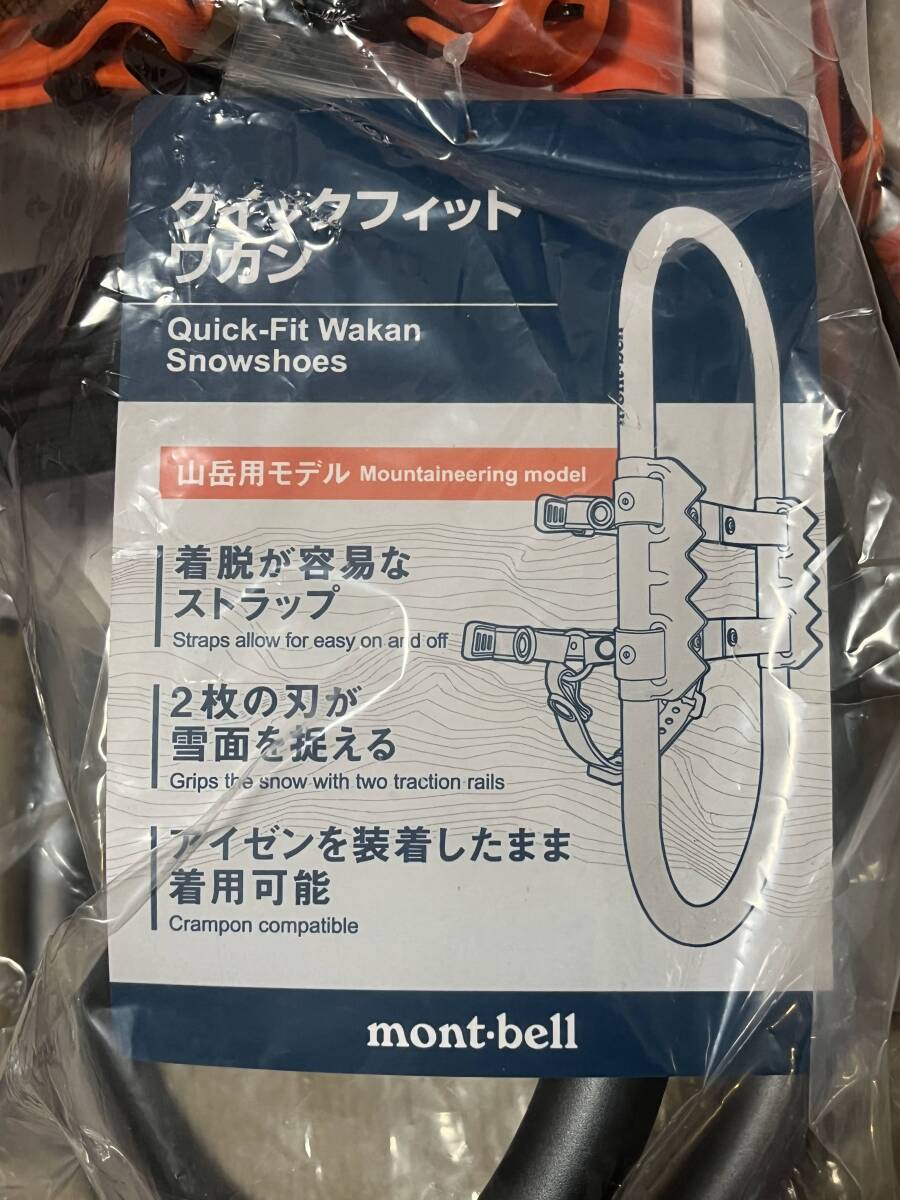 クイックフィット
ワカン
Quick-Fit Wakan
Snowshoes
山岳用モデル Mountaineering model
着脱が容易な
ストラップ
Straps allow for easy on and off
2枚の刃が
雪面を捉える
Grips the snow with two traction rails
アイゼンを装着したまま
着用可能
Crampon compatible
mont-bell
mont·bell